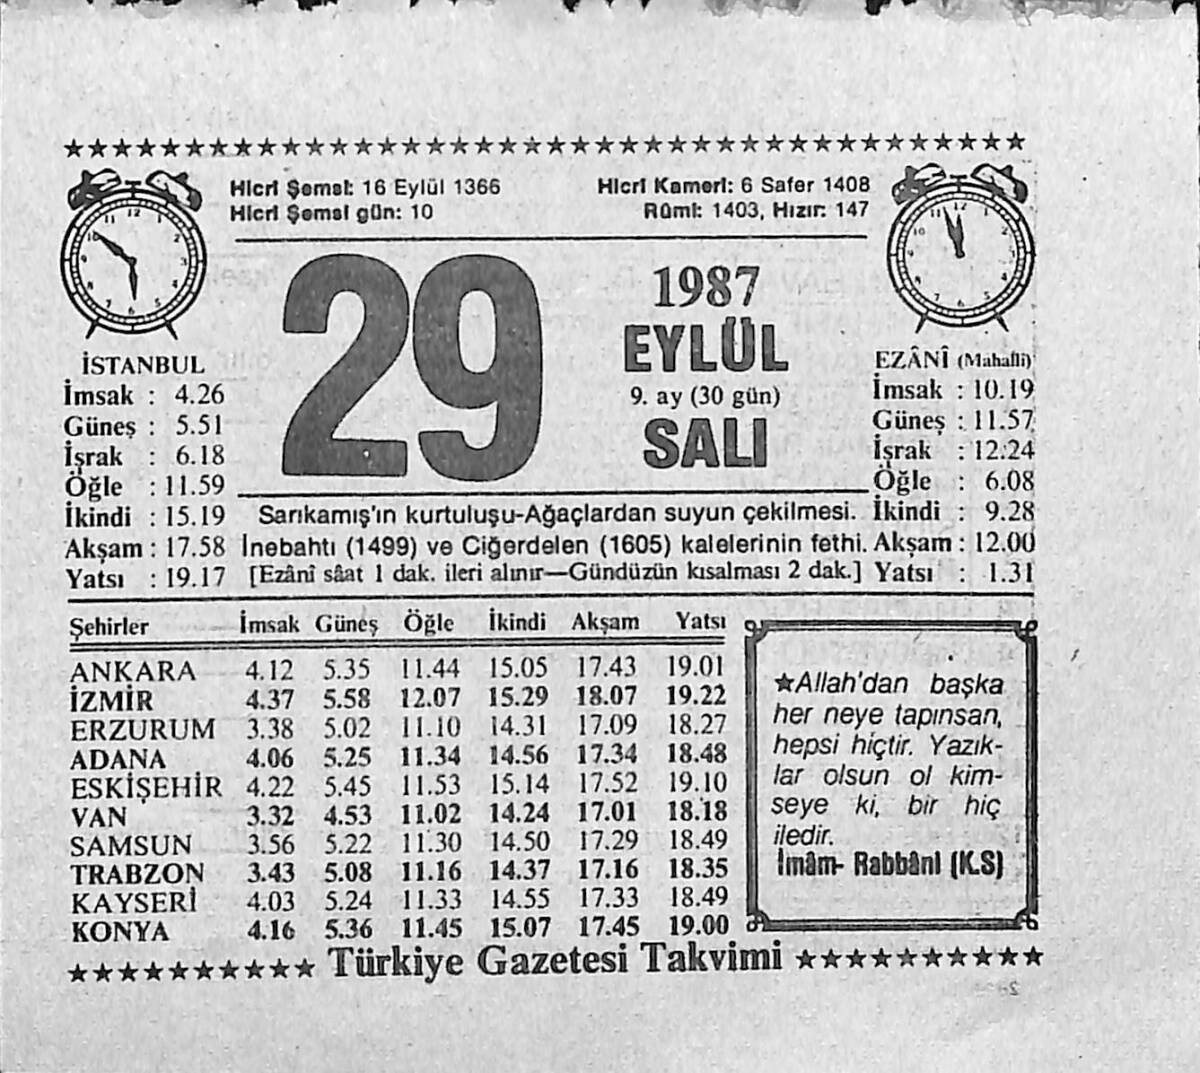 Hicri Şemsi: 16 Eylül 1366
Hicri Şemsi gün: 10
Hicri Kameri: 6 Safer 1408
Rûmi: 1403, Hızır: 147
29
1987
EYLÜL
9. ay (30 gün)
SALI
İSTANBUL
İmsak : 4.26
Güneş : 5.51
İşrak : 6.18
Öğle : 11.59
İkindi : 15.19
Akşam : 17.58
Yatsı : 19.17
EZÂNÎ (Mahallî)
İmsak : 10.19
Güneş : 11.57
İşrak : 12.24
Öğle : 6.08
İkindi : 9.28
Akşam : 12.00
Yatsı : 1.31
Sarıkamış'ın kurtuluşu-Ağaçlardan suyun çekilmesi.
İnebahtı (1499) ve Ciğerdelen (1605) kalelerinin fethi.
[Ezânî sâat 1 dak. ileri alınır—Gündüzün kısalması 2 dak.]
Şehirler İmsak Güneş Öğle İkindi Akşam Yatsı
ANKARA 4.12 5.35 11.44 15.05 17.43 19.01
İZMİR 4.37 5.58 12.07 15.29 18.07 19.22
ERZURUM 3.38 5.02 11.10 14.31 17.09 18.27
ADANA 4.06 5.25 11.34 14.56 17.34 18.48
ESKİŞEHİR 4.22 5.45 11.53 15.14 17.52 19.10
VAN 3.32 4.53 11.02 14.24 17.01 18.18
SAMSUN 3.56 5.22 11.30 14.50 17.29 18.49
TRABZON 3.43 5.08 11.16 14.37 17.16 18.35
KAYSERİ 4.03 5.24 11.33 14.55 17.33 18.49
KONYA 4.16 5.36 11.45 15.07 17.45 19.00
★Allah'dan başka
her neye tapınsan,
hepsi hiçtir. Yazık-
lar olsun ol kim-
seye ki, bir hiç
iledir.
İmâm- Rabbâni (K.S)
Türkiye Gazetesi Takvimi